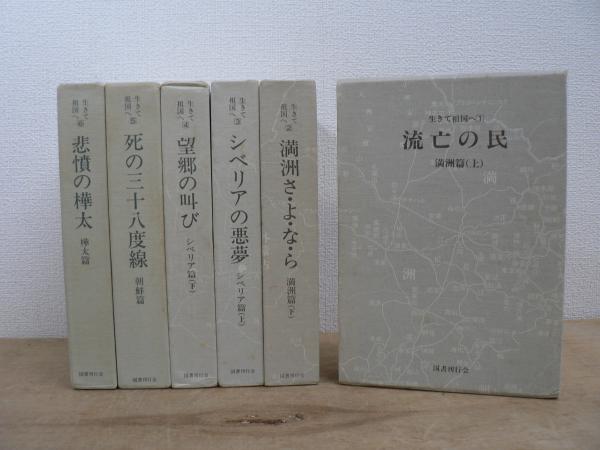 生きて祖国へ⑥
悲憤の樺太
樺太篇
国書刊行会
生きて祖国へ⑤
死の三十八度線
朝鮮篇
国書刊行会
生きて祖国へ④
望郷の叫び
シベリア篇(下)
国書刊行会
生きて祖国へ③
シベリアの悪夢
シベリア篇(上)
国書刊行会
生きて祖国へ②
満洲さ・よ・な・ら
満洲篇(下)
国書刊行会
生きて祖国へ①
流亡の民
満洲篇(上)
満
洲
国書刊行会